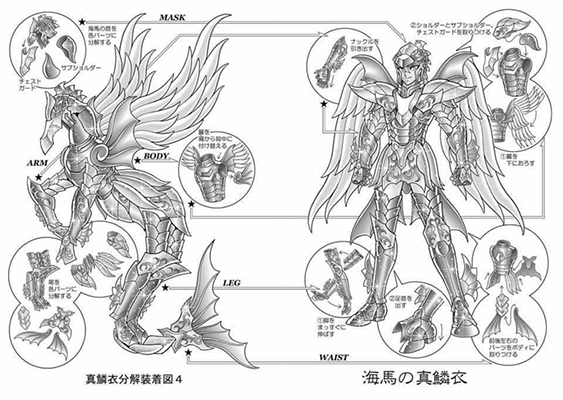 MASK
海馬の首を
各パーツに
分解する
サブショルダー
チェスト
ガード
ナックルを
引き出す
②ショルダーとサブショルダー、
チェストガードを取りつける
ARM
BODY
翼を
肩から背中に
付け替える
①翼を
下におろす
尾を
各パーツに
分解する
LEG
①脚を
まっすぐに
伸ばす
②足首を
出す
前後左右の
パーツをボディに
取りつける
WAIST
真鱗衣分解装着図4
海馬の真鱗衣